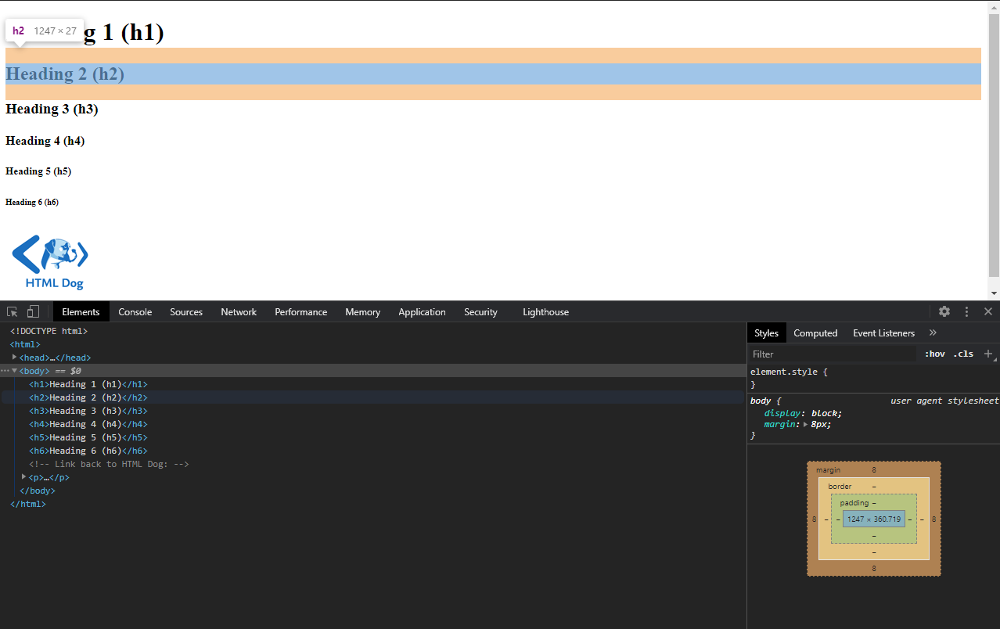 h2 1247 × 27
g 1 (h1)
Heading 2 (h2)
Heading 3 (h3)
Heading 4 (h4)
Heading 5 (h5)
Heading 6 (h6)
HTML Dog
Elements Console Sources Network Performance Memory Application Security Lighthouse
<!DOCTYPE html>
<html>
<head>…</head>
<body> == $0
<h1>Heading 1 (h1)</h1>
<h2>Heading 2 (h2)</h2>
<h3>Heading 3 (h3)</h3>
<h4>Heading 4 (h4)</h4>
<h5>Heading 5 (h5)</h5>
<h6>Heading 6 (h6)</h6>
<!-- Link back to HTML Dog: -->
<p>…</p>
</body>
</html>
Styles Computed Event Listeners »
Filter :hov .cls +
element.style {
}
body { user agent stylesheet
display: block;
margin: 8px;
}
margin 8
border –
padding –
8 – – 1247 × 360.719 – – 8
–
–
8